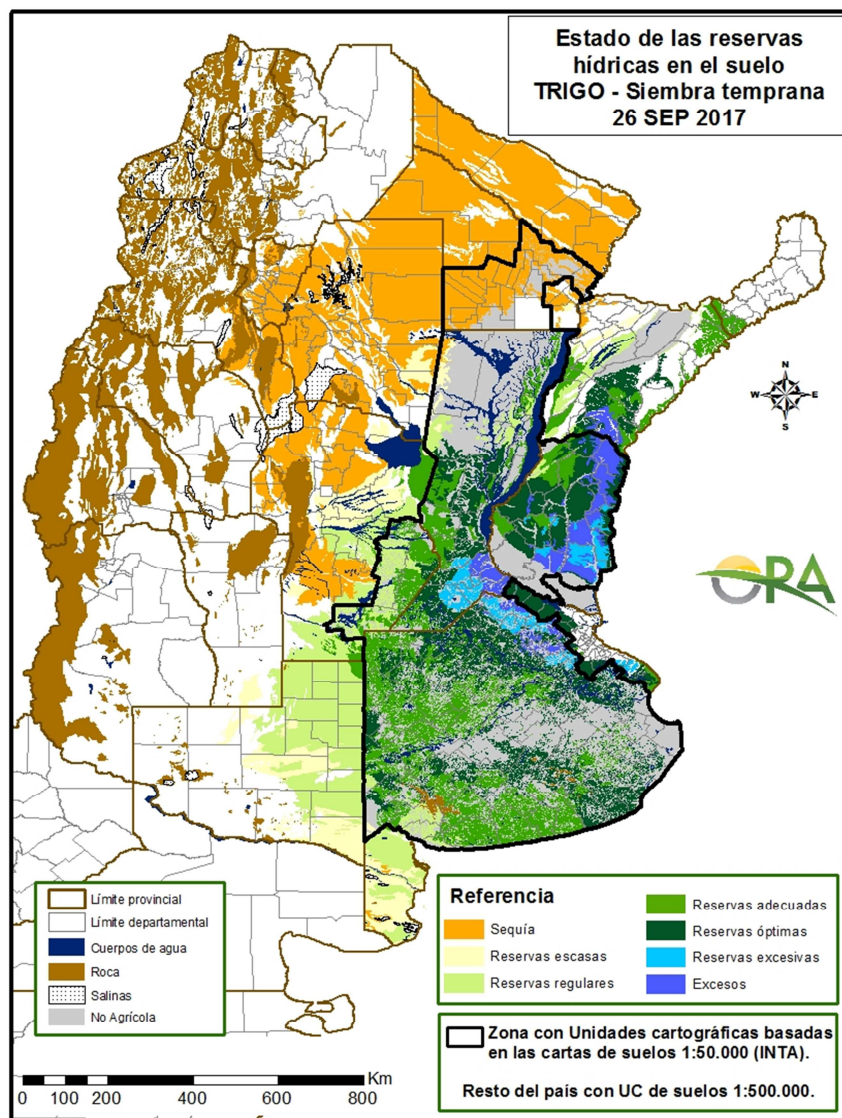 Estado de las reservas
hídricas en el suelo
TRIGO - Siembra temprana
26 SEP 2017
N
W E
S
ORA
Límite provincial
Límite departamental
Cuerpos de agua
Roca
Salinas
No Agrícola
Referencia
Sequía
Reservas escasas
Reservas regulares
Reservas adecuadas
Reservas óptimas
Reservas excesivas
Excesos
Zona con Unidades cartográficas basadas
en las cartas de suelos 1:50.000 (INTA).
Resto del país con UC de suelos 1:500.000.
0 100 200 400 600 800 Km